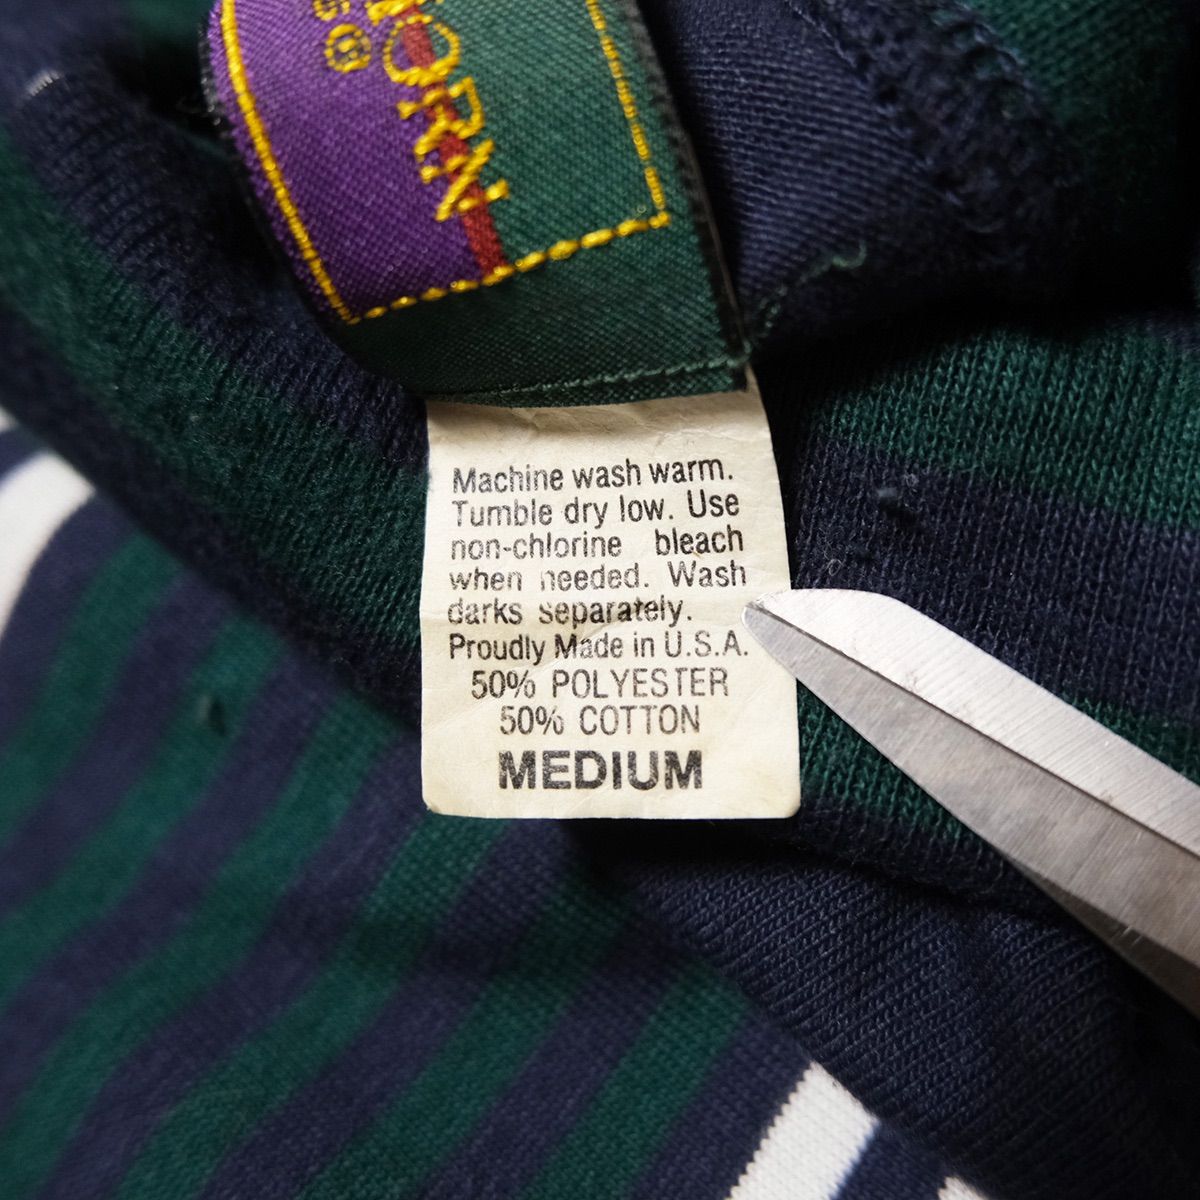 ORN
Machine wash warm.
Tumble dry low. Use
non-chlorine bleach
when needed. Wash
darks separately.
Proudly Made in U.S.A.
50% POLYESTER
50% COTTON
MEDIUM